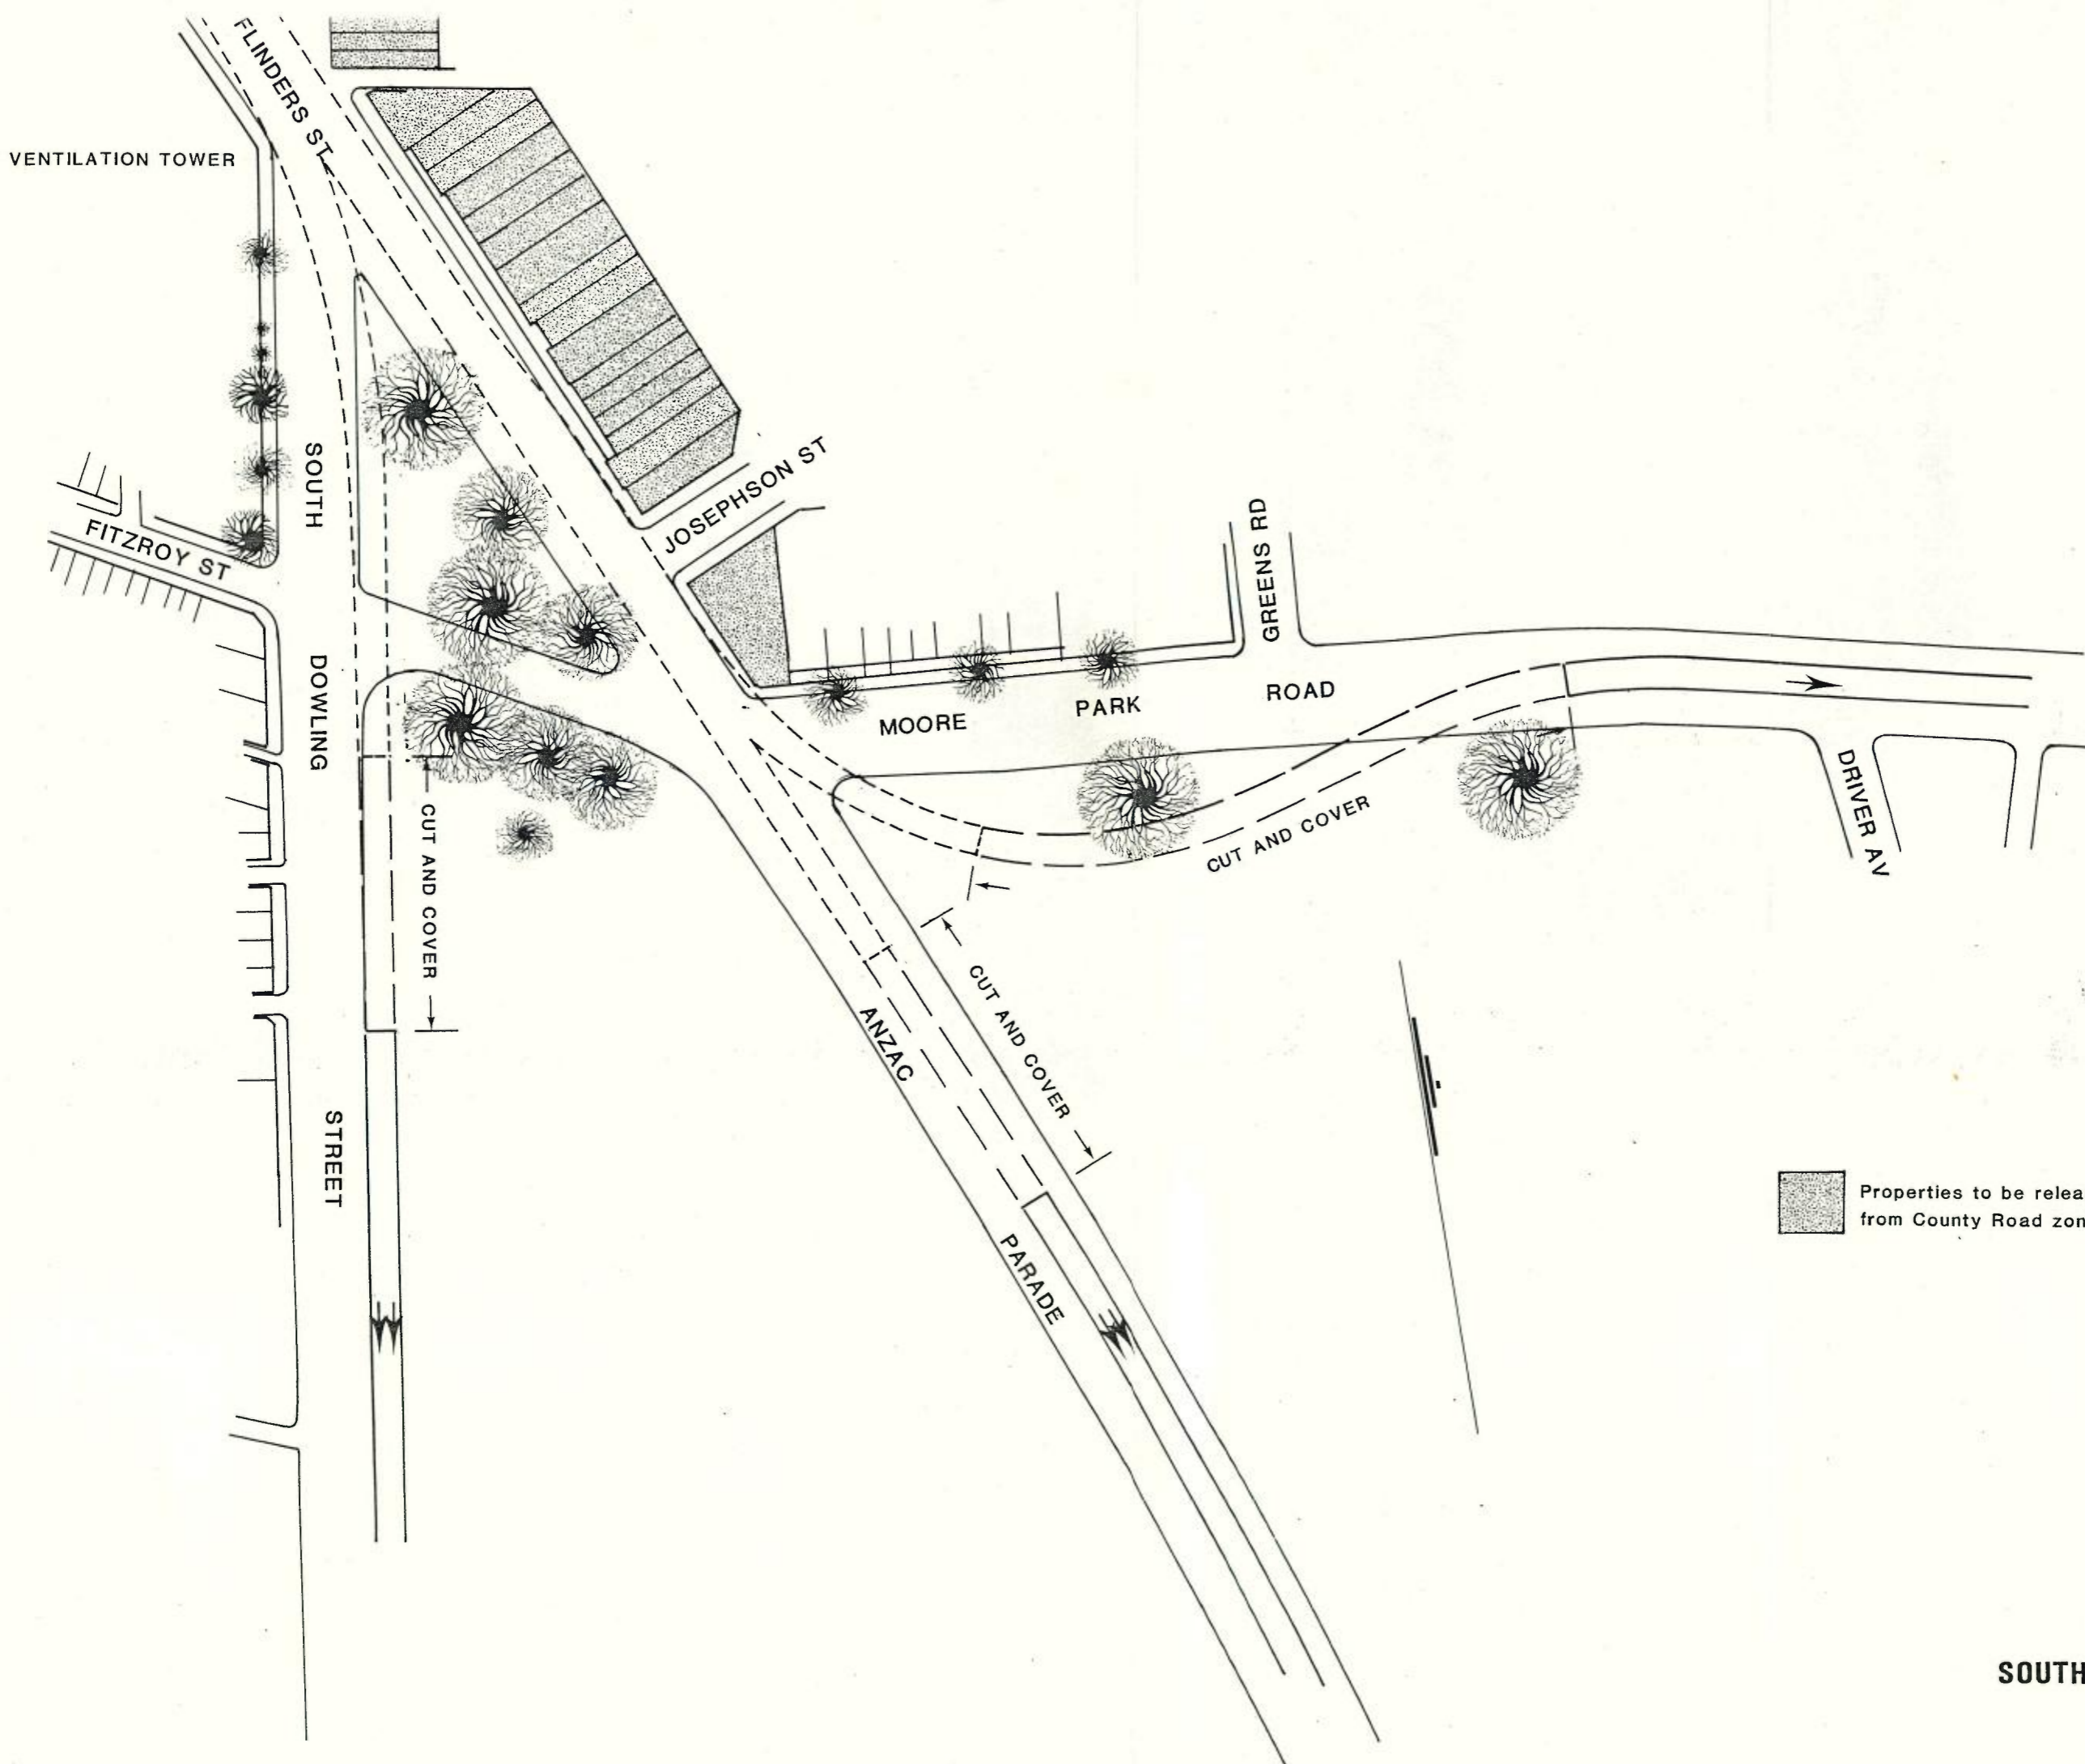 FLINDERS ST
VENTILATION TOWER
SOUTH
DOWLING
STREET
FITZROY ST
JOSEPHSON ST
GREENS RD
MOORE
PARK
ROAD
DRIVER AV
CUT AND COVER
CUT AND COVER
CUT AND COVER
ANZAC
PARADE
Properties to be relea
from County Road zon
SOUTH